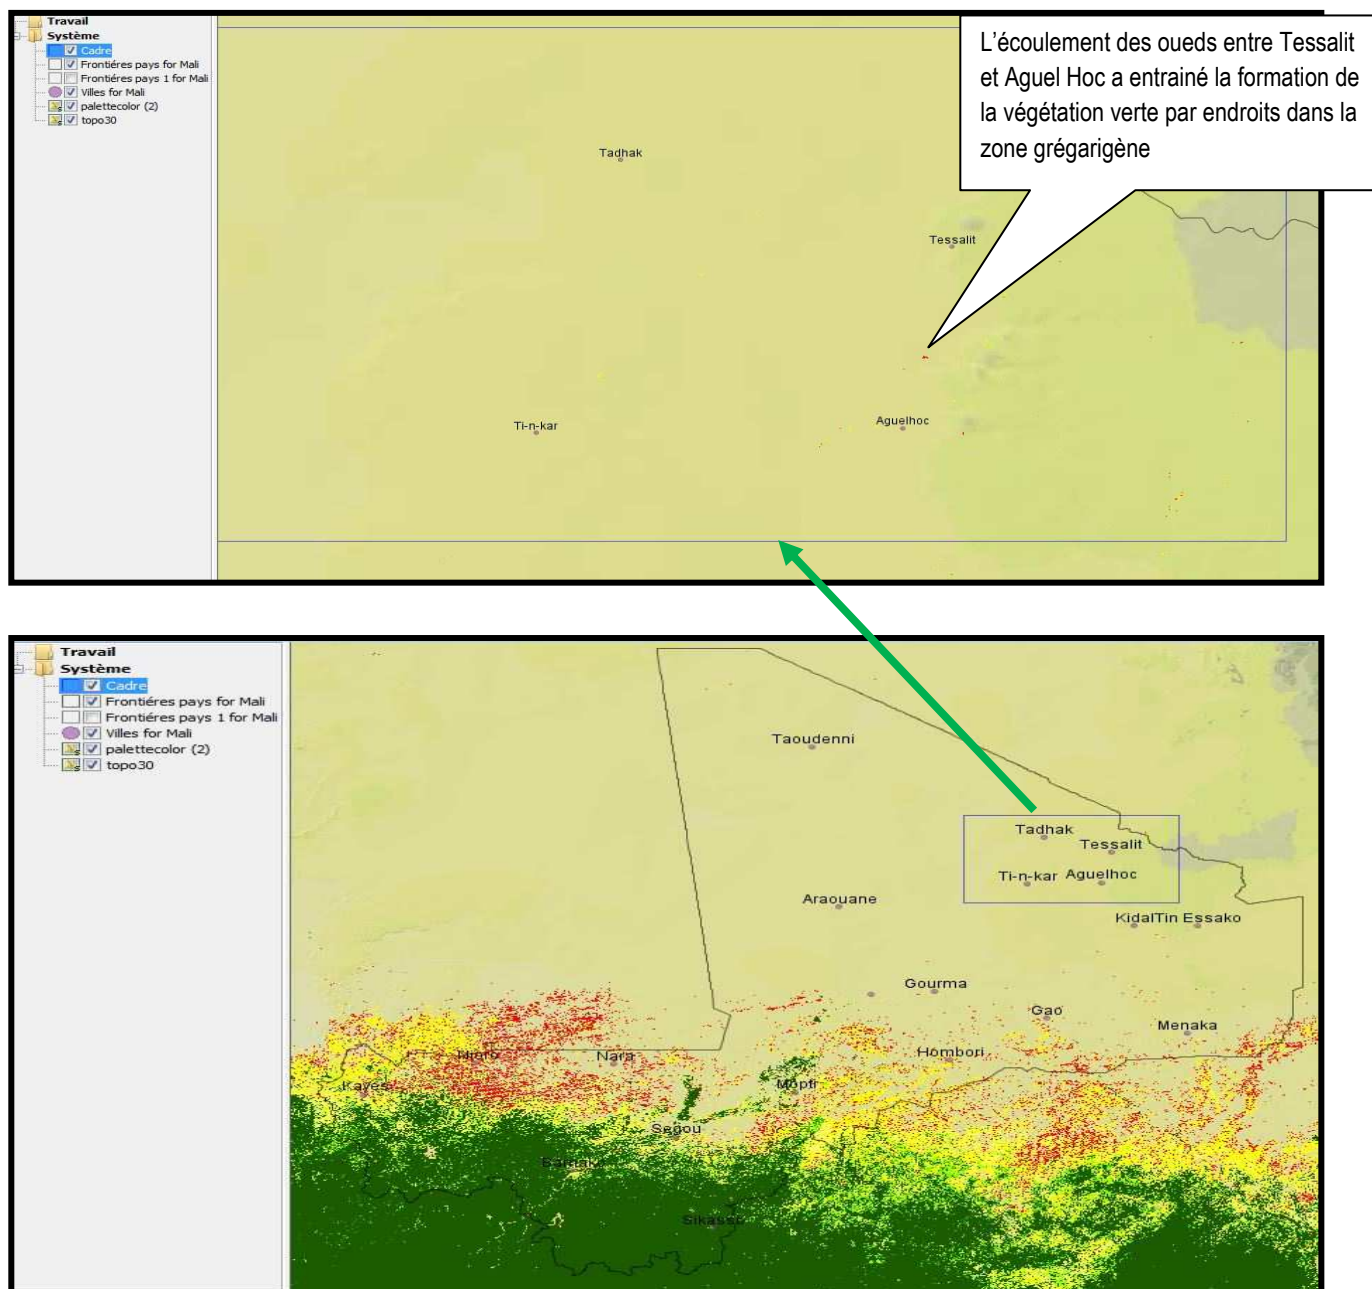 Travail
Système
Cadre
Frontiéres pays for Mali
Frontiéres pays 1 for Mali
Villes for Mali
palettecolor (2)
topo30
L'écoulement des oueds entre Tessalit
et Aguel Hoc a entrainé la formation de
la végétation verte par endroits dans la
zone grégarigène
Tadhak
Tessalit
Aguelhoc
Ti-n-kar
Travail
Système
Cadre
Frontiéres pays for Mali
Frontiéres pays 1 for Mali
Villes for Mali
palettecolor (2)
topo30
Taoudenni
Tadhak
Tessalit
Ti-n-kar Aguelhoc
Araouane
KidalTin Essako
Gourma
Gao
Menaka
Hombori
Nioro
Nara
Kayes
Mopti
Segou
Bamako
Sikasso